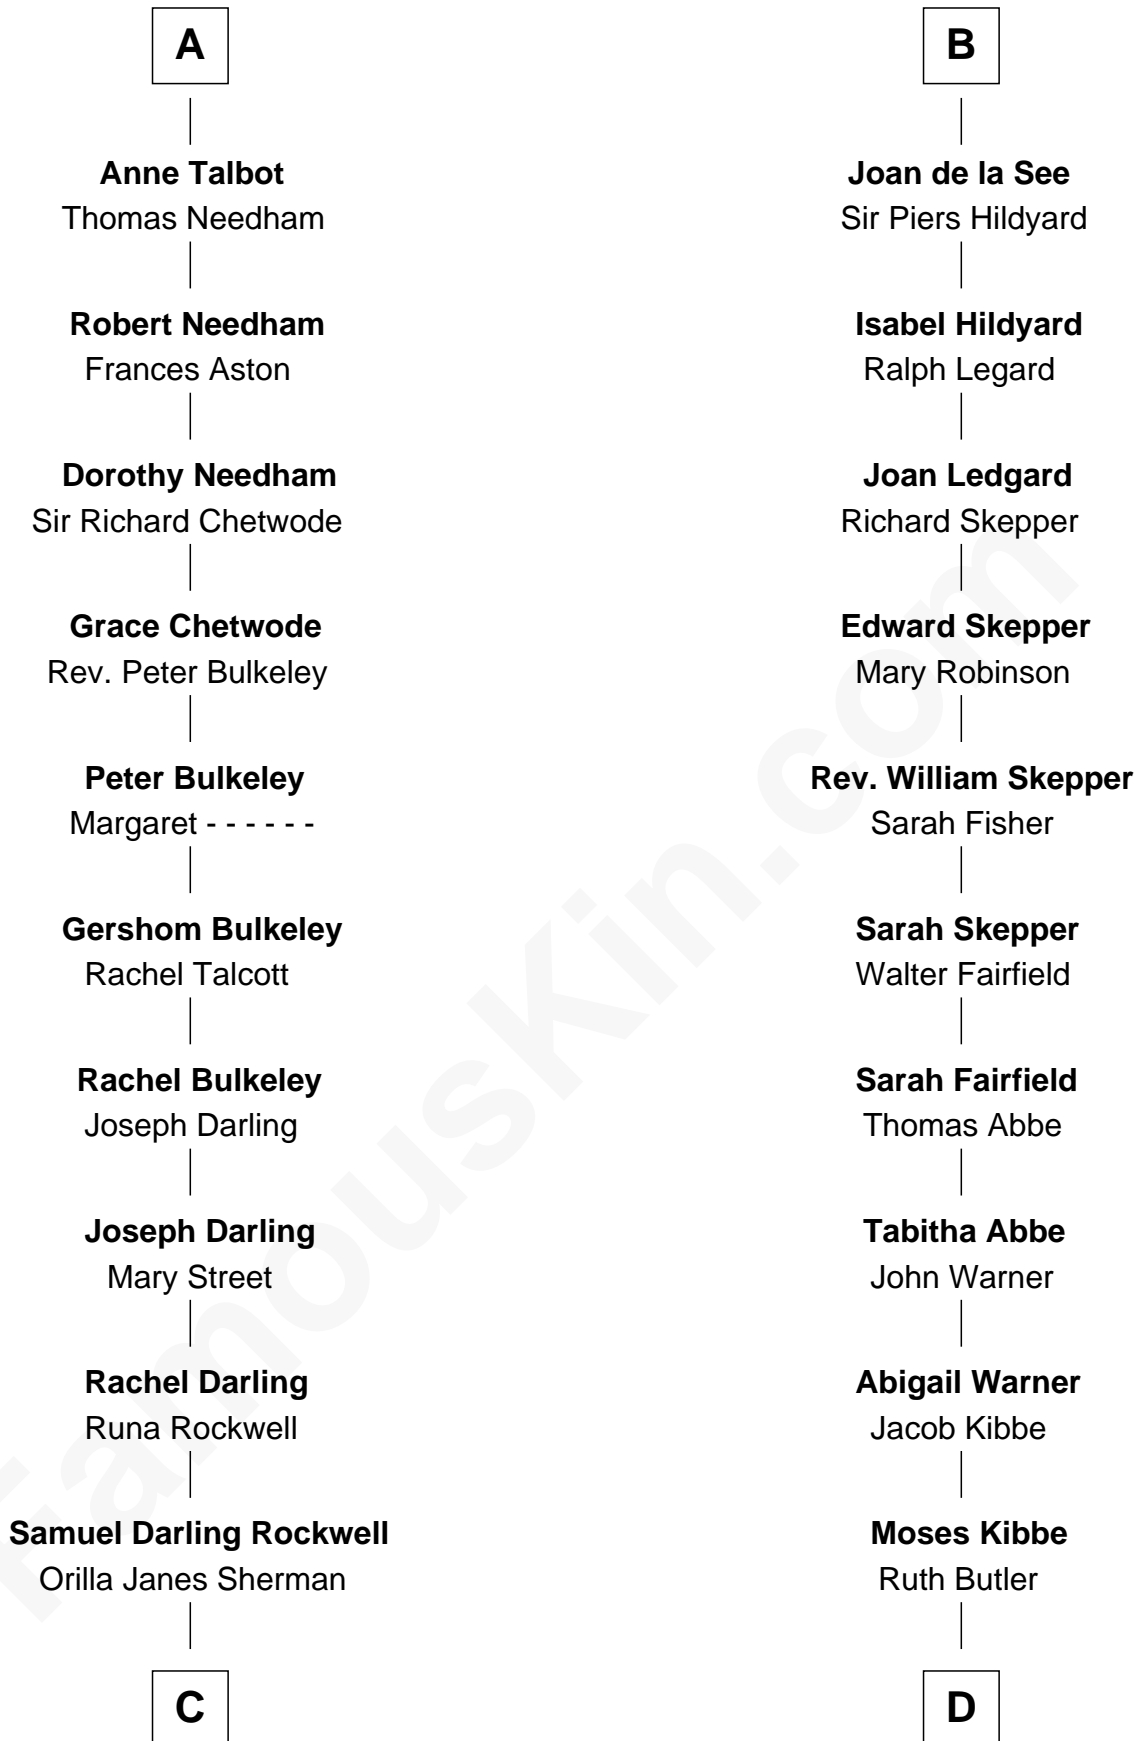 A
Anne Talbot
Thomas Needham
Robert Needham
Frances Aston
Dorothy Needham
Sir Richard Chetwode
Grace Chetwode
Rev. Peter Bulkeley
Peter Bulkeley
Margaret - - - - - -
Gershom Bulkeley
Rachel Talcott
Rachel Bulkeley
Joseph Darling
Joseph Darling
Mary Street
Rachel Darling
Runa Rockwell
Samuel Darling Rockwell
Orilla Janes Sherman
C
B
Joan de la See
Sir Piers Hildyard
Isabel Hildyard
Ralph Legard
Joan Ledgard
Richard Skepper
Edward Skepper
Mary Robinson
Rev. William Skepper
Sarah Fisher
Sarah Skepper
Walter Fairfield
Sarah Fairfield
Thomas Abbe
Tabitha Abbe
John Warner
Abigail Warner
Jacob Kibbe
Moses Kibbe
Ruth Butler
D
FamousKin.com